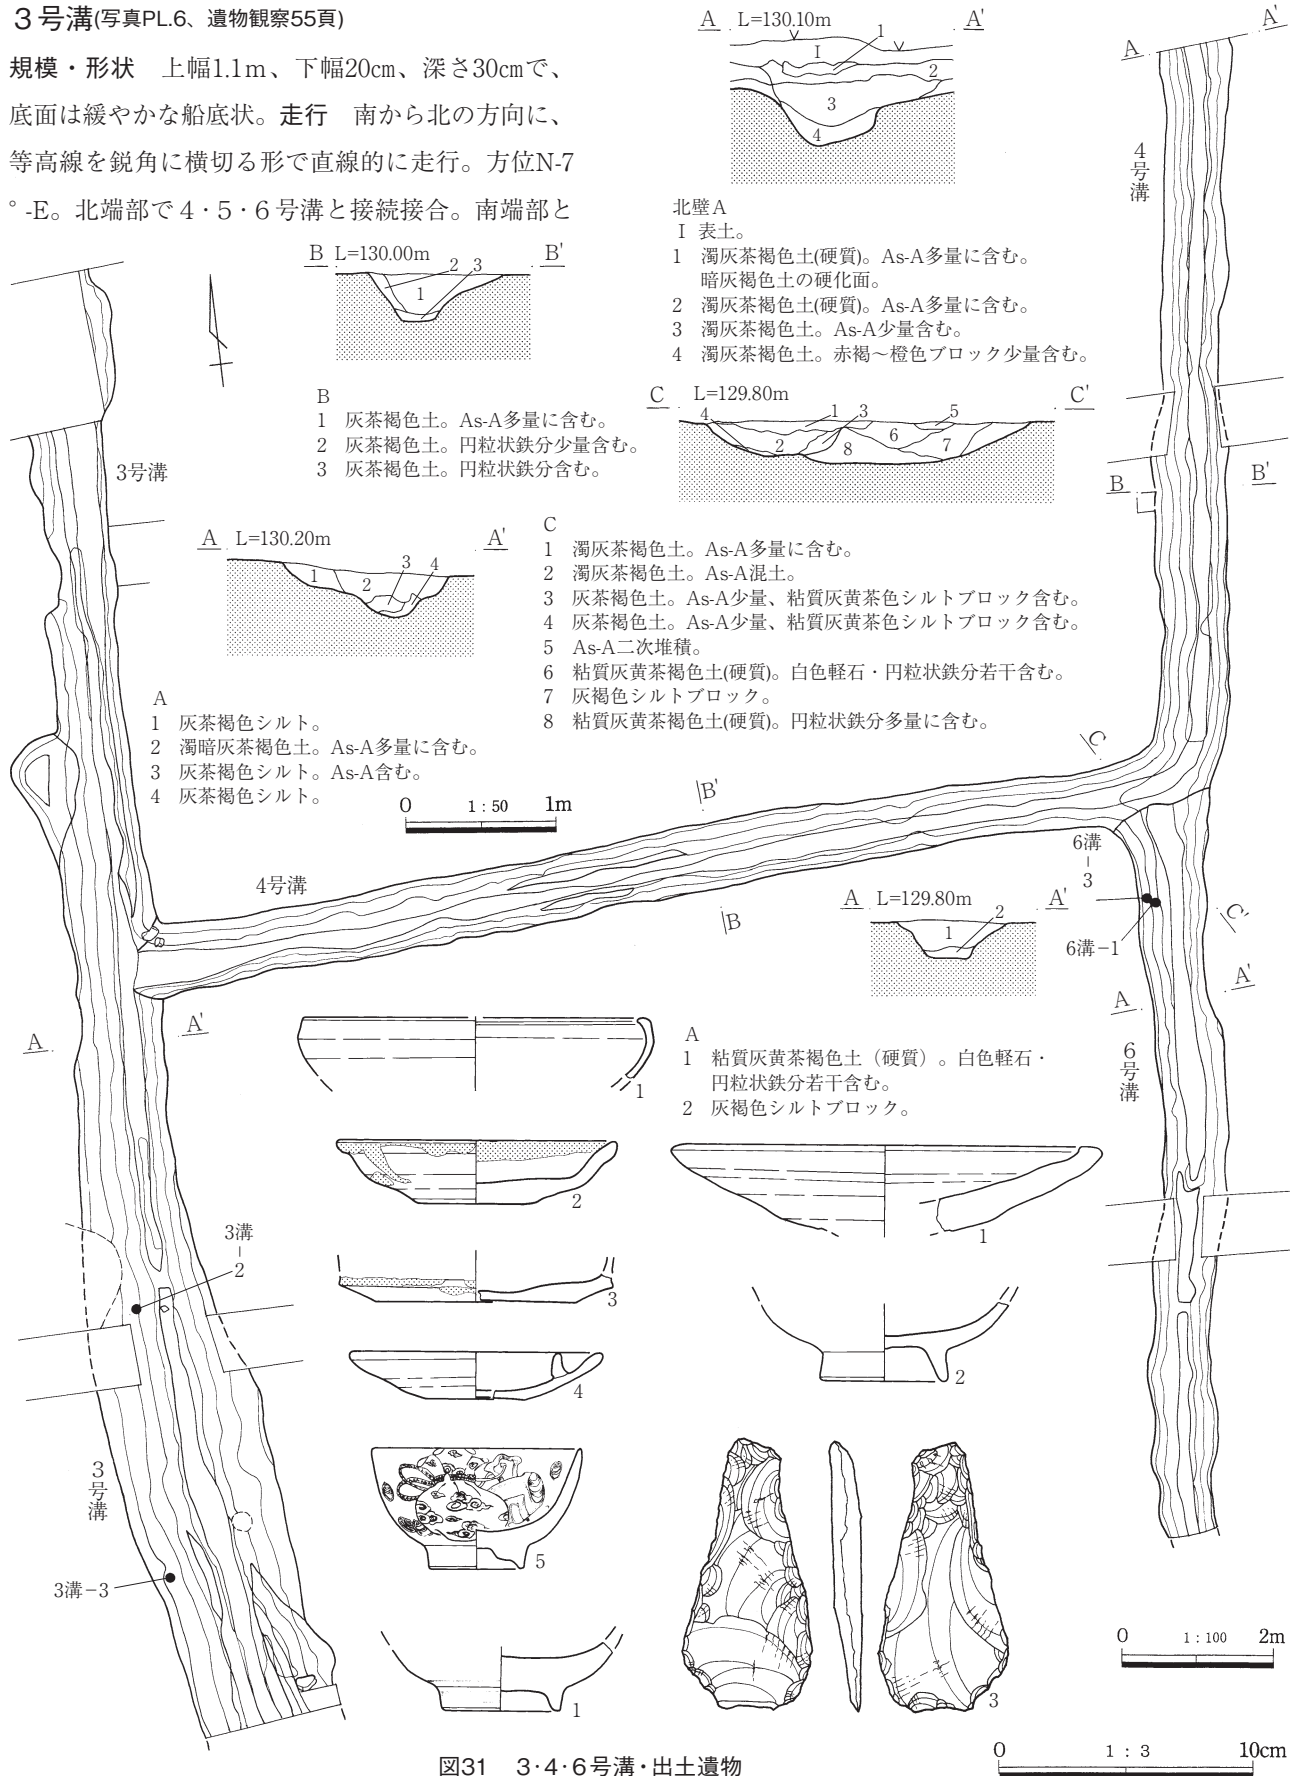 3号溝(写真PL.6、遺物観察55頁)
規模・形状　上幅1.1m、下幅20㎝、深さ30㎝で、
底面は緩やかな船底状。走行　南から北の方向に、
等高線を鋭角に横切る形で直線的に走行。方位N-7
°-E。北端部で4・5・6号溝と接続接合。南端部と
A L=130.10m A'
I
1
2
3
4
北壁A
I 表土。
1 濁灰茶褐色土(硬質)。As-A多量に含む。
暗灰褐色土の硬化面。
2 濁灰茶褐色土(硬質)。As-A多量に含む。
3 濁灰茶褐色土。As-A少量含む。
4 濁灰茶褐色土。赤褐～橙色ブロック少量含む。
B L=130.00m B'
2 3
1
B
1 灰茶褐色土。As-A多量に含む。
2 灰茶褐色土。円粒状鉄分少量含む。
3 灰茶褐色土。円粒状鉄分含む。
C L=129.80m C'
4 1 3 5
2 8 6 7
C
1 濁灰茶褐色土。As-A多量に含む。
2 濁灰茶褐色土。As-A混土。
3 灰茶褐色土。As-A少量、粘質灰黄茶色シルトブロック含む。
4 灰茶褐色土。As-A少量、粘質灰黄茶色シルトブロック含む。
5 As-A二次堆積。
6 粘質灰黄茶褐色土(硬質)。白色軽石・円粒状鉄分若干含む。
7 灰褐色シルトブロック。
8 粘質灰黄茶褐色土(硬質)。円粒状鉄分多量に含む。
A L=130.20m A'
1 2 3 4
A
1 灰茶褐色シルト。
2 濁暗灰茶褐色土。As-A多量に含む。
3 灰茶褐色シルト。As-A含む。
4 灰茶褐色シルト。
0 1:50 1m
A A'
4号溝
B B'
C
C'
3号溝
4号溝
B'
B
6溝-3
6溝-1
A A'
6号溝
A L=129.80m A'
1 2
A
1 粘質灰黄茶褐色土（硬質）。白色軽石・
円粒状鉄分若干含む。
2 灰褐色シルトブロック。
A A'
3溝-2
3号溝
3溝-3
1
2
3
4
5
1
1
2
3
0 1:100 2m
0 1:3 10cm
図31　3・4・6号溝・出土遺物